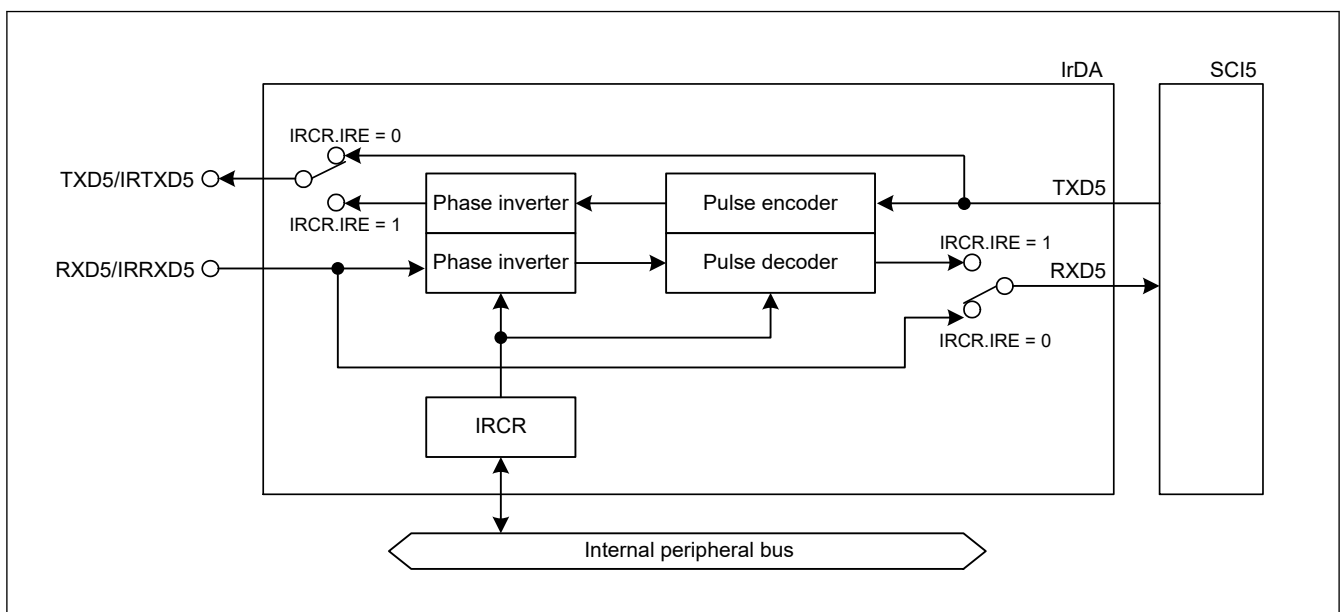 IrDA
SCI5
IRCR.IRE = 0
TXD5/IRTXD5
IRCR.IRE = 1
Phase inverter
Pulse encoder
TXD5
RXD5/IRRXD5
Phase inverter
Pulse decoder
IRCR.IRE = 1
RXD5
IRCR.IRE = 0
IRCR
Internal peripheral bus